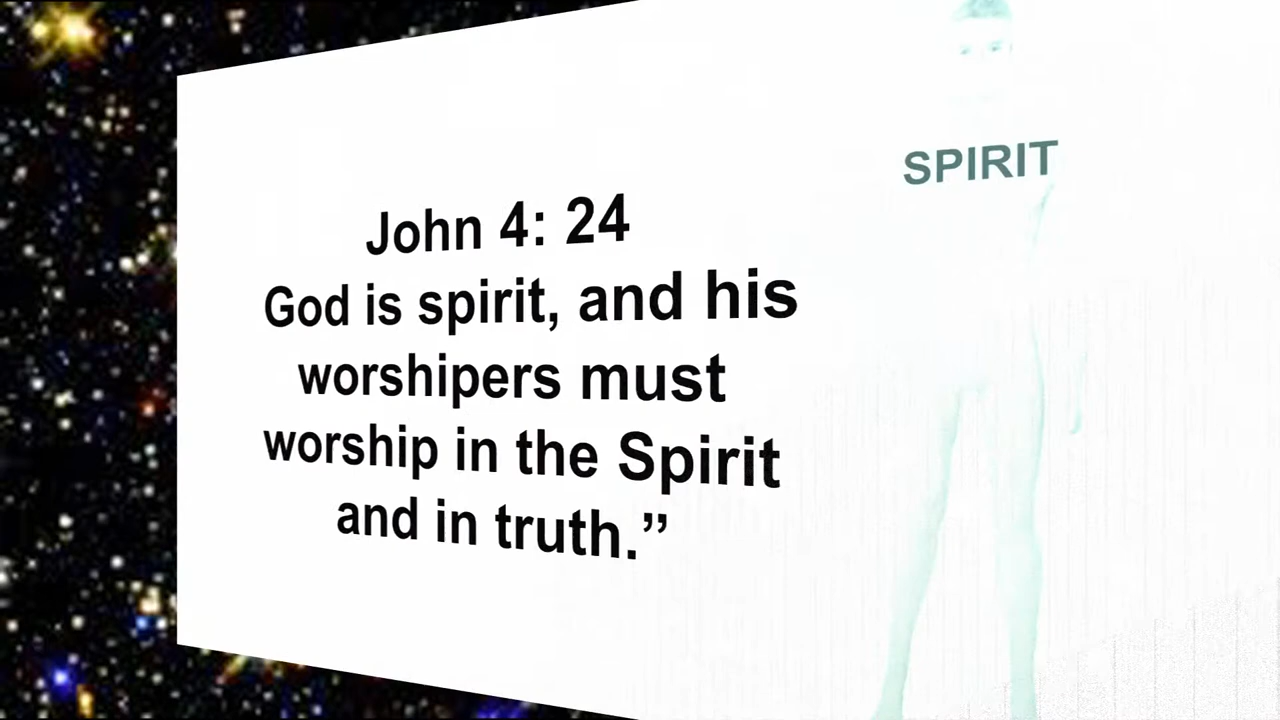 SPIRIT
John 4: 24
God is spirit, and his
worshipers must
worship in the Spirit
and in truth.”